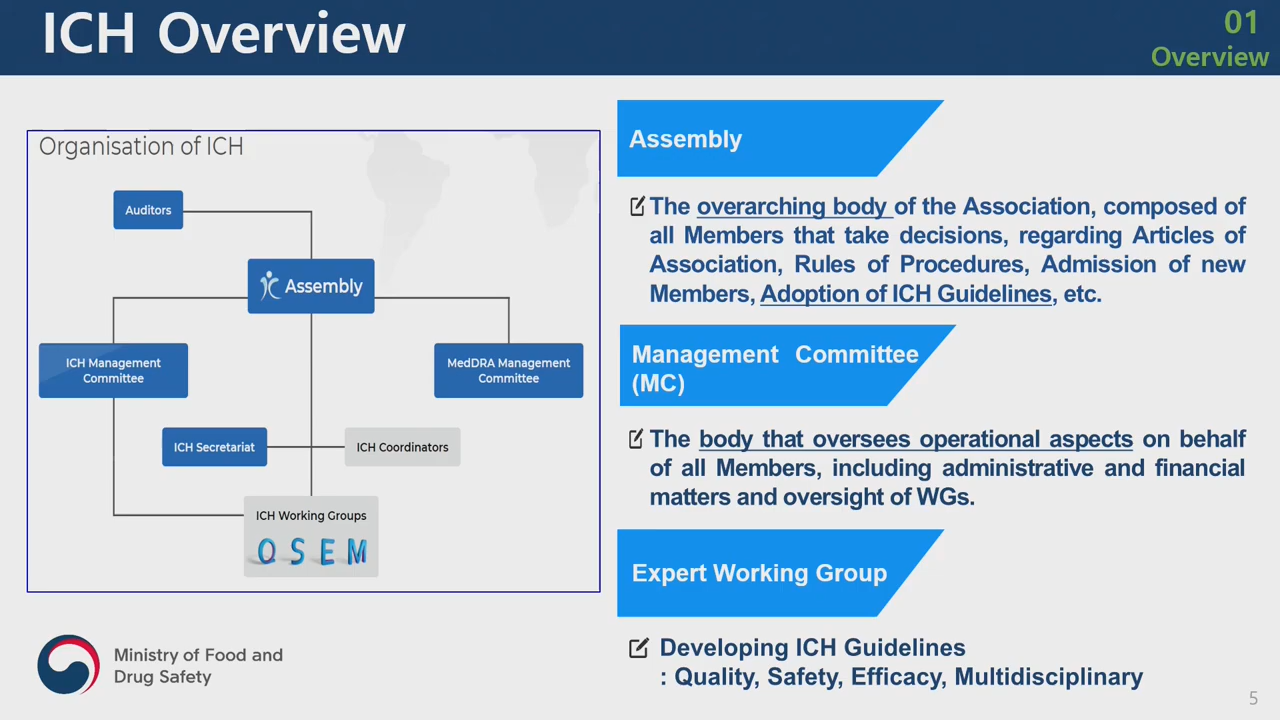 ICH Overview
01
Overview
Organisation of ICH
Auditors
Assembly
ICH Management
Committee
MedDRA Management
Committee
ICH Secretariat
ICH Coordinators
ICH Working Groups
Q S E M
Ministry of Food and
Drug Safety
Assembly
The overarching body of the Association, composed of
all Members that take decisions, regarding Articles of
Association, Rules of Procedures, Admission of new
Members, Adoption of ICH Guidelines, etc.
Management Committee
(MC)
The body that oversees operational aspects on behalf
of all Members, including administrative and financial
matters and oversight of WGs.
Expert Working Group
Developing ICH Guidelines
: Quality, Safety, Efficacy, Multidisciplinary
5